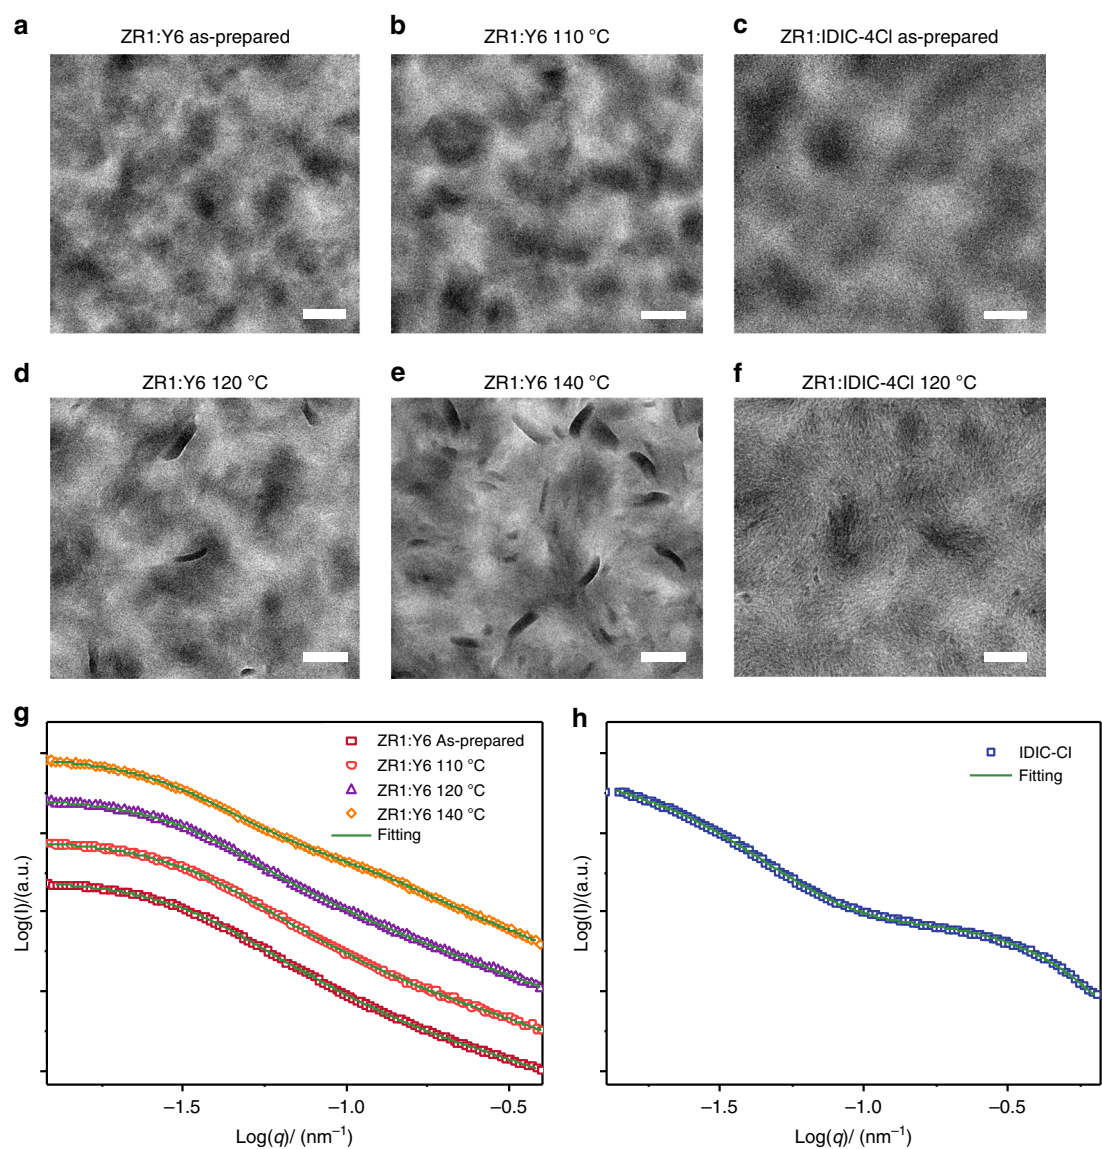 a
ZR1:Y6 as-prepared
b
ZR1:Y6 110 °C
c
ZR1:IDIC-4Cl as-prepared
d
ZR1:Y6 120 °C
e
ZR1:Y6 140 °C
f
ZR1:IDIC-4Cl 120 °C
g
ZR1:Y6 As-prepared
ZR1:Y6 110 °C
ZR1:Y6 120 °C
ZR1:Y6 140 °C
Fitting
Log(I)/(a.u.)
–1.5
–1.0
–0.5
Log(q)/ (nm⁻¹)
h
IDIC-Cl
Fitting
Log(I)/(a.u.)
–1.5
–1.0
–0.5
Log(q)/ (nm⁻¹)